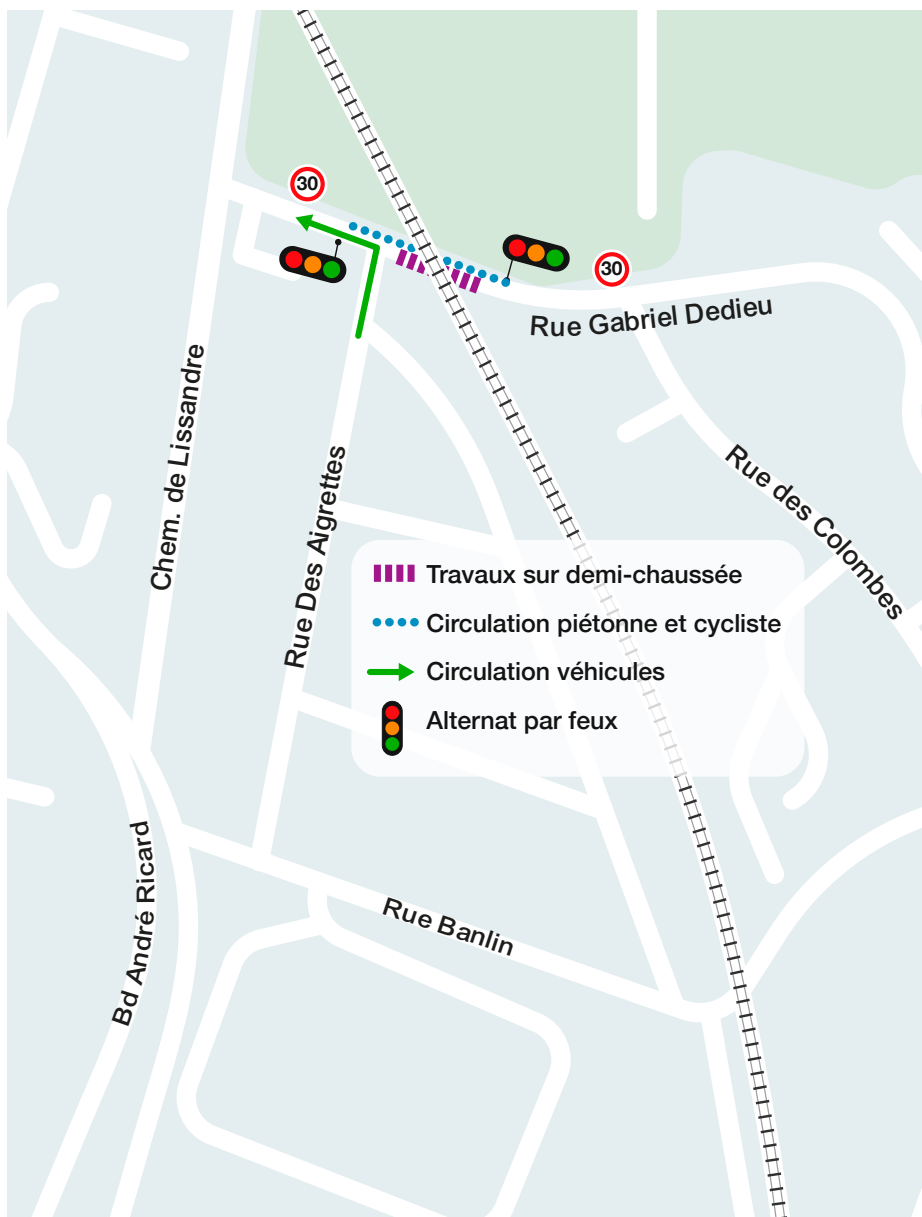 30
30
Rue Gabriel Dedieu
Chem. de Lissandre
Rue Des Aigrettes
Rue des Colombes
Travaux sur demi-chaussée
Circulation piétonne et cycliste
Circulation véhicules
Alternat par feux
Bd André Ricard
Rue Banlin